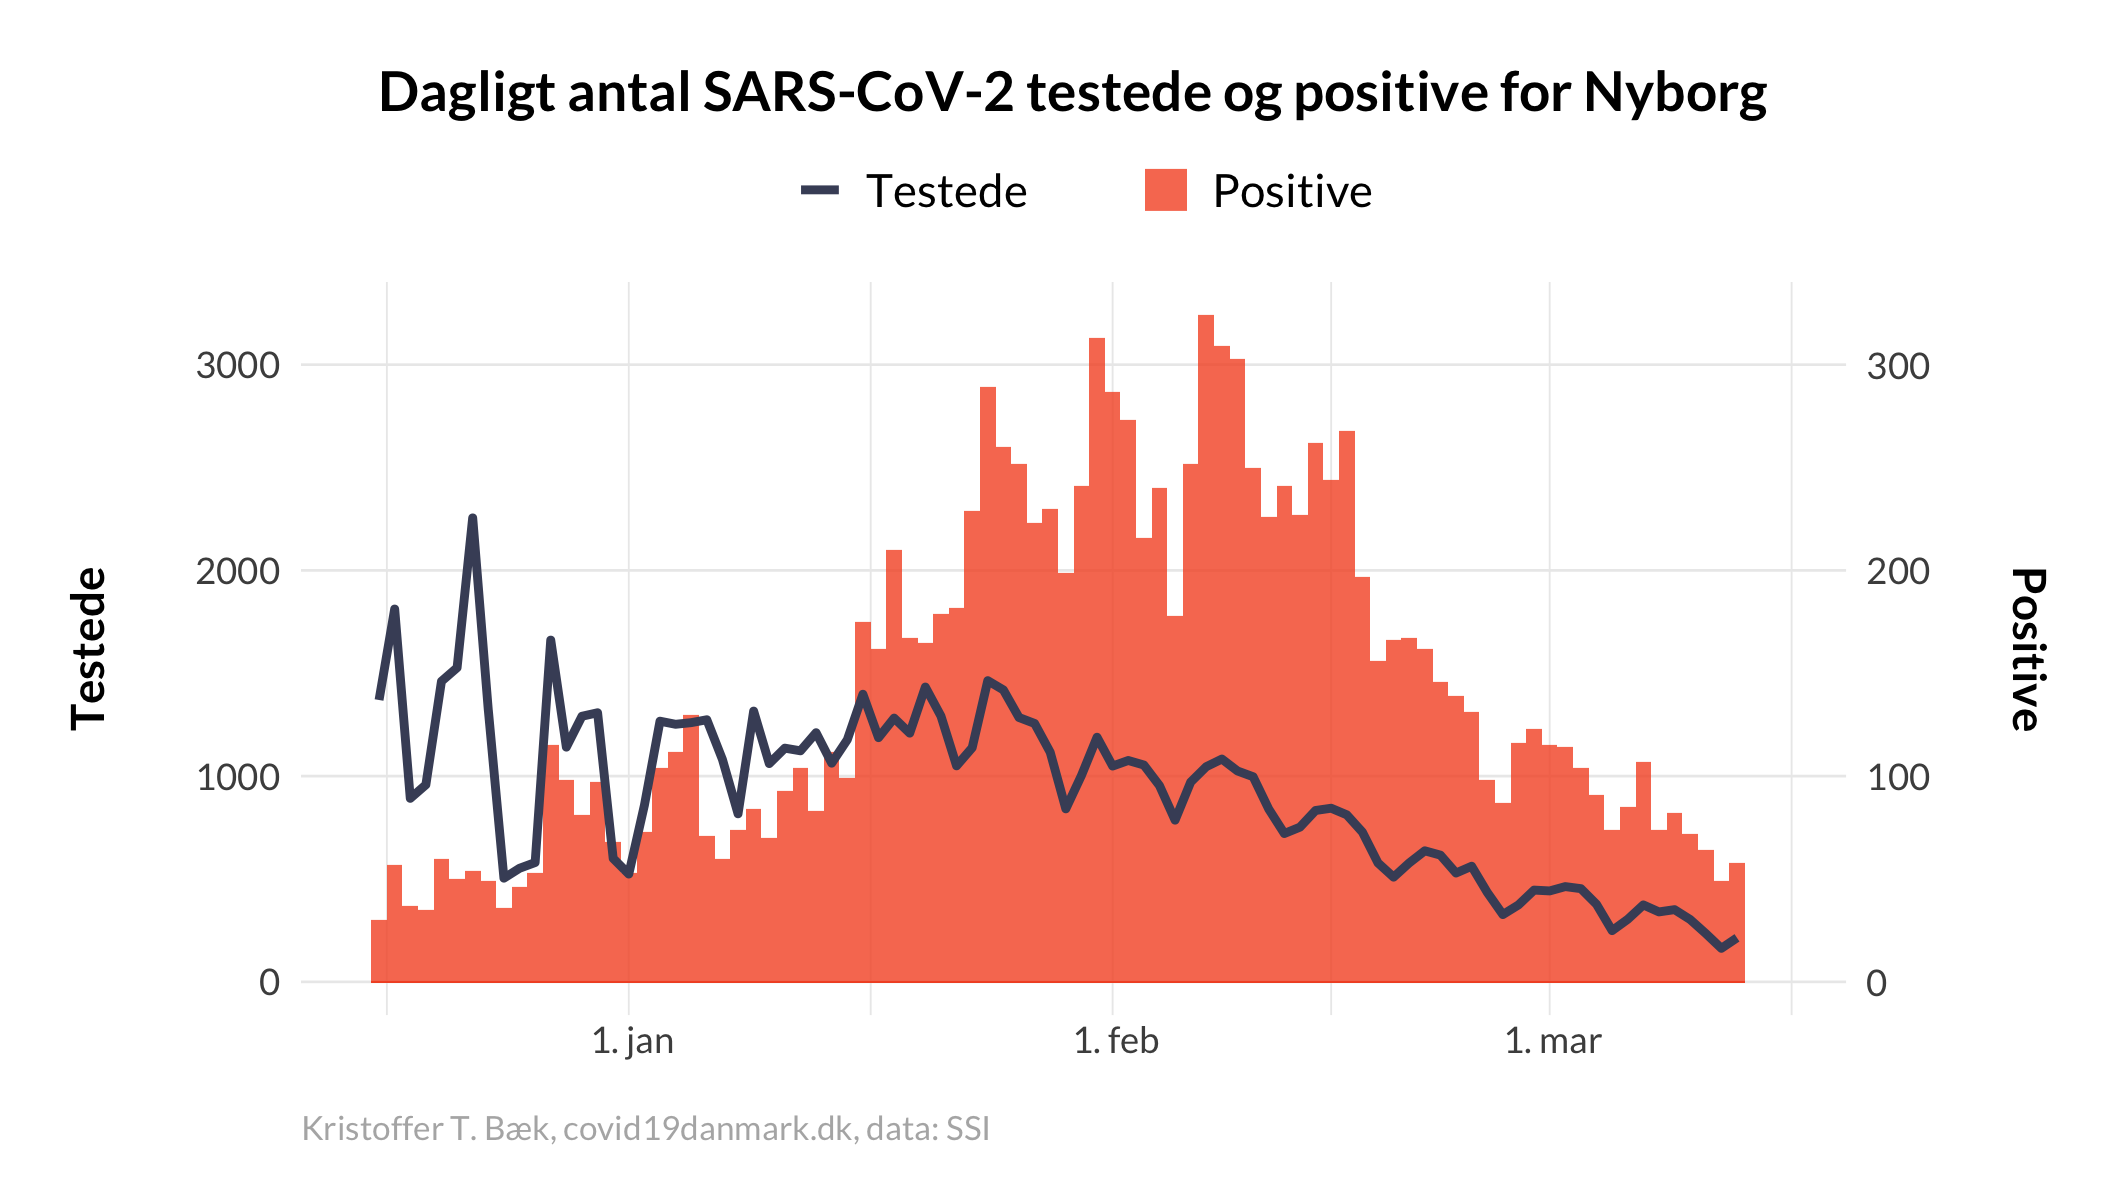 Dagligt antal SARS-CoV-2 testede og positive for Nyborg
Testede Positive
3000 300
2000 200
1000 100
0 0
Testede
Positive
1. jan 1. feb 1. mar
Kristoffer T. Bæk, covid19danmark.dk, data: SSI